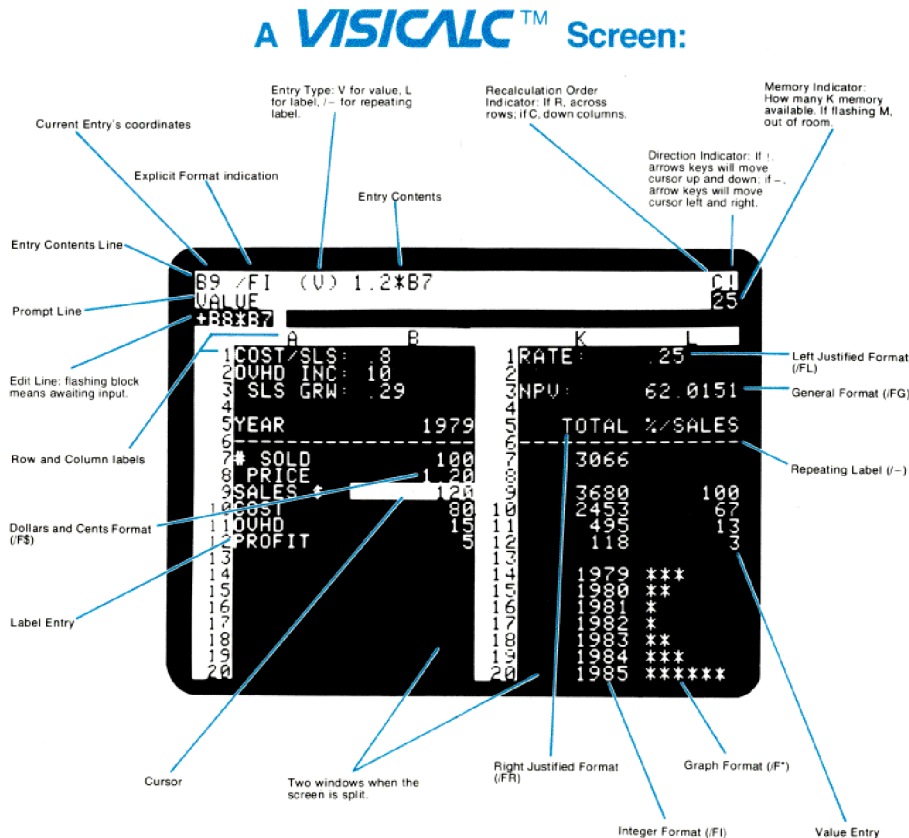 A VISICALC™ Screen:
Entry Type: V for value, L
for label, /– for repeating
label.
Recalculation Order
Indicator: If R, across
rows; if C, down columns.
Memory Indicator:
How many K memory
available. If flashing M,
out of room.
Current Entry's coordinates
Explicit Format indication
Entry Contents
Direction Indicator: If !,
arrows keys will move
cursor up and down; if –,
arrow keys will move
cursor left and right.
Entry Contents Line
Prompt Line
Edit Line: flashing block
means awaiting input.
Row and Column labels
Dollars and Cents Format
(/F$)
Label Entry
B9 /FI (V) 1.2*B7 C!
VALUE 25
+B8*B7
A B K L
1 COST/SLS: .8 1 RATE: .25
2 OVHD INC: 10 2
3 SLS GRW: .29 3 NPV: 62.0151
4 4
5 YEAR 1979 5 TOTAL %/SALES
6 ---------------- 6 ----------------
7 # SOLD 100 7 3066
8 PRICE 1.20 8
9 SALES $ 120 9 3680 100
10 COST 80 10 2453 67
11 OVHD 15 11 495 13
12 PROFIT 5 12 118 3
13 13
14 14 1979 ***
15 15 1980 **
16 16 1981 *
17 17 1982 *
18 18 1983 **
19 19 1984 ***
20 20 1985 ******
Left Justified Format
(/FL)
General Format (/FG)
Repeating Label (/–)
Cursor
Two windows when the
screen is split.
Right Justified Format
(/FR)
Graph Format (/F*)
Integer Format (/FI)
Value Entry